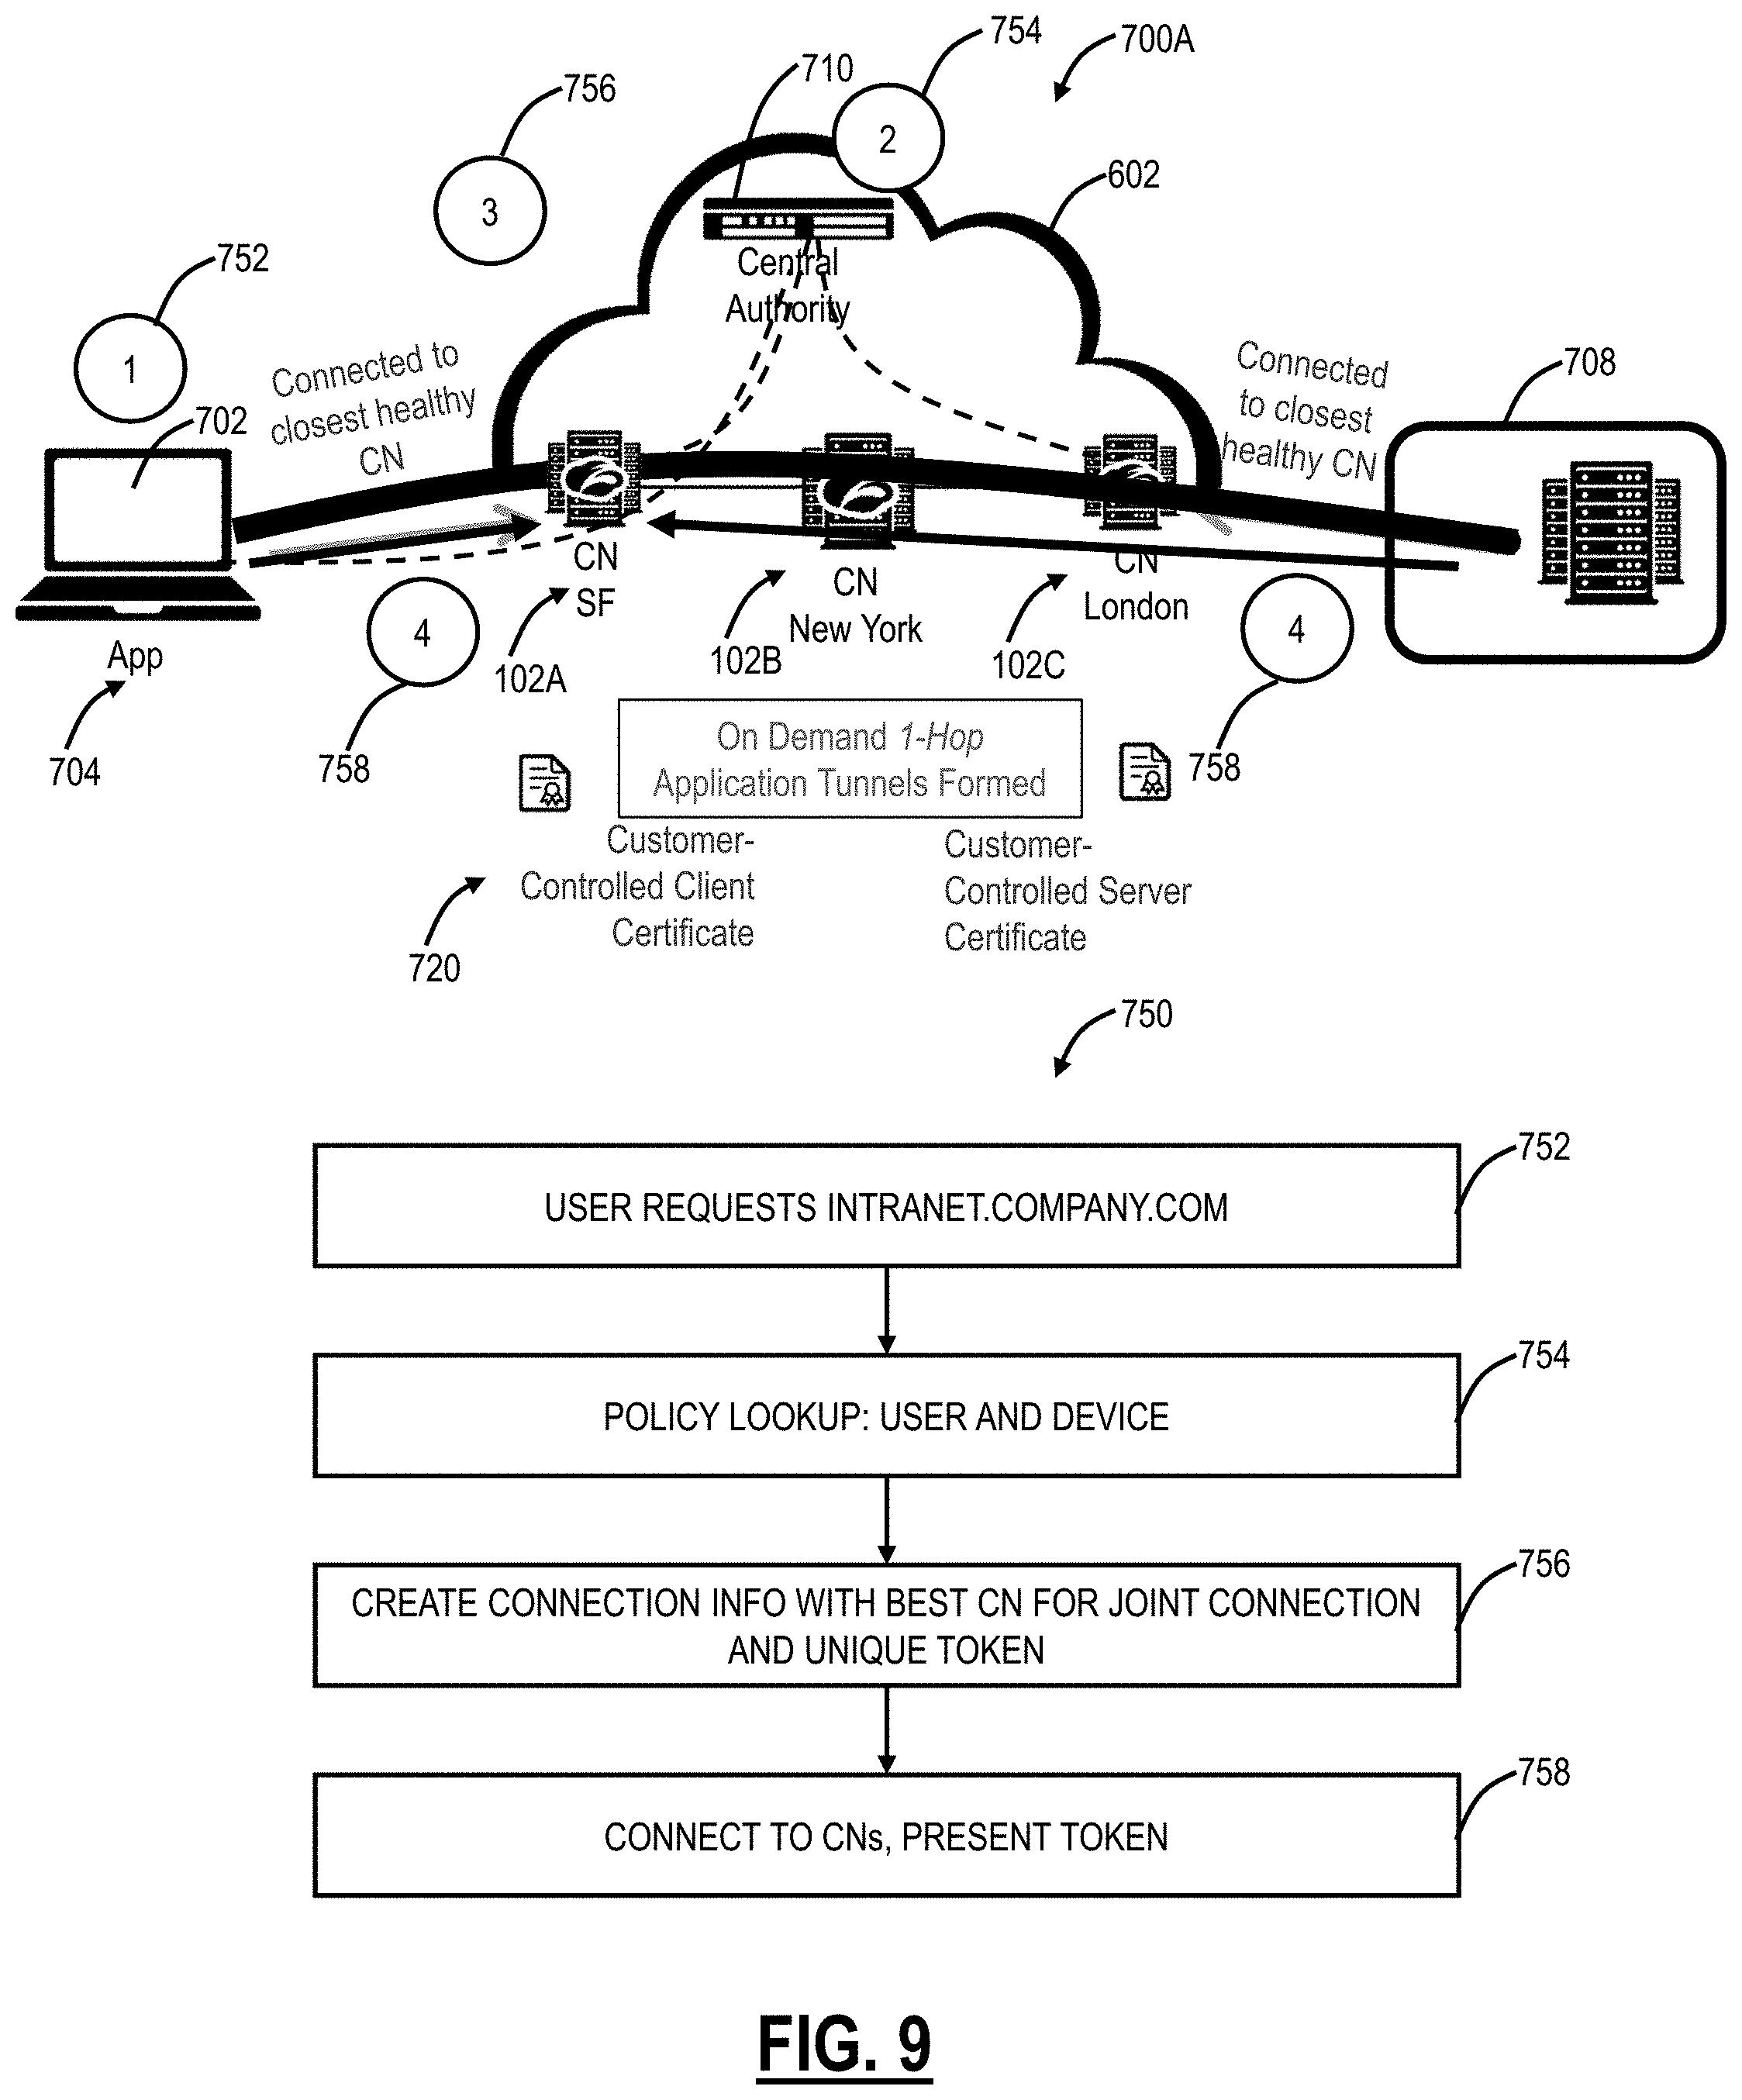 754
700A
710
756
2
602
3
752
Central
Authority
1
Connected to
closest healthy
CN
Connected
to closest
healthy CN
708
702
CN
SF
CN
New York
CN
London
App
4
4
102A
102B
102C
704
758
758
On Demand 1-Hop
Application Tunnels Formed
Customer-
Controlled Client
Certificate
Customer-
Controlled Server
Certificate
720
750
752
USER REQUESTS INTRANET.COMPANY.COM
754
POLICY LOOKUP: USER AND DEVICE
756
CREATE CONNECTION INFO WITH BEST CN FOR JOINT CONNECTION
AND UNIQUE TOKEN
758
CONNECT TO CNs, PRESENT TOKEN
FIG. 9